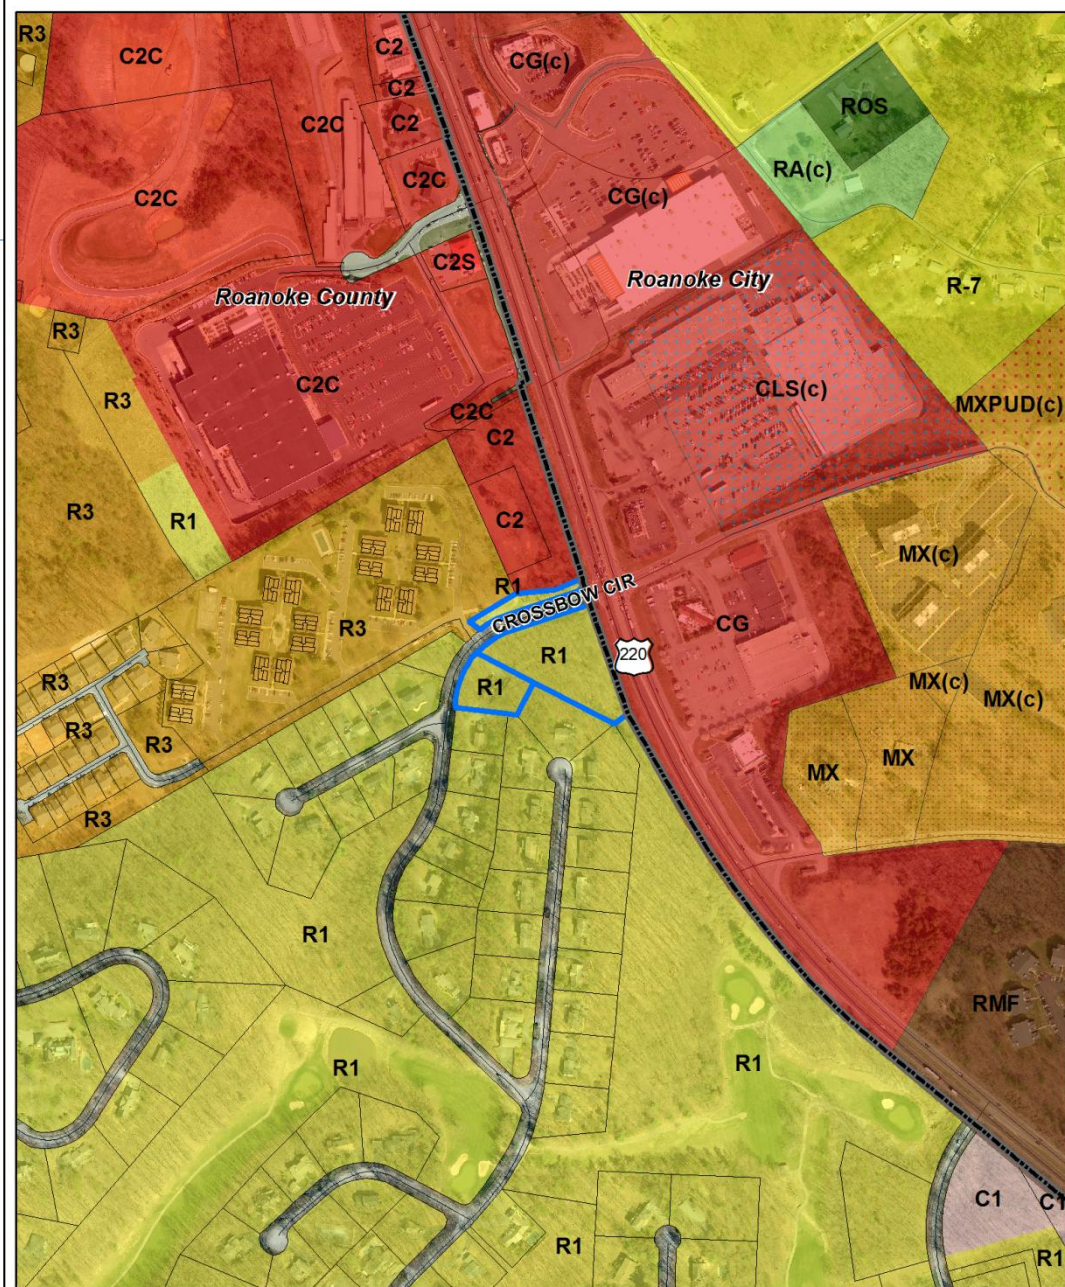 R3
C2C
C2
CG(c)
C2
C2C
C2
ROS
RA(c)
C2C
C2C
CG(c)
C2S
Roanoke County
Roanoke City
R-7
R3
C2C
CLS(c)
R3
C2C
MXPUD(c)
C2
R3
R1
C2
MX(c)
R1
CROSSBOW CIR
R3
CG
R1
220
R3
R1
MX(c)
MX(c)
R3
R3
MX
MX
R3
R1
RMF
R1
R1
C1
C1
R1
R1